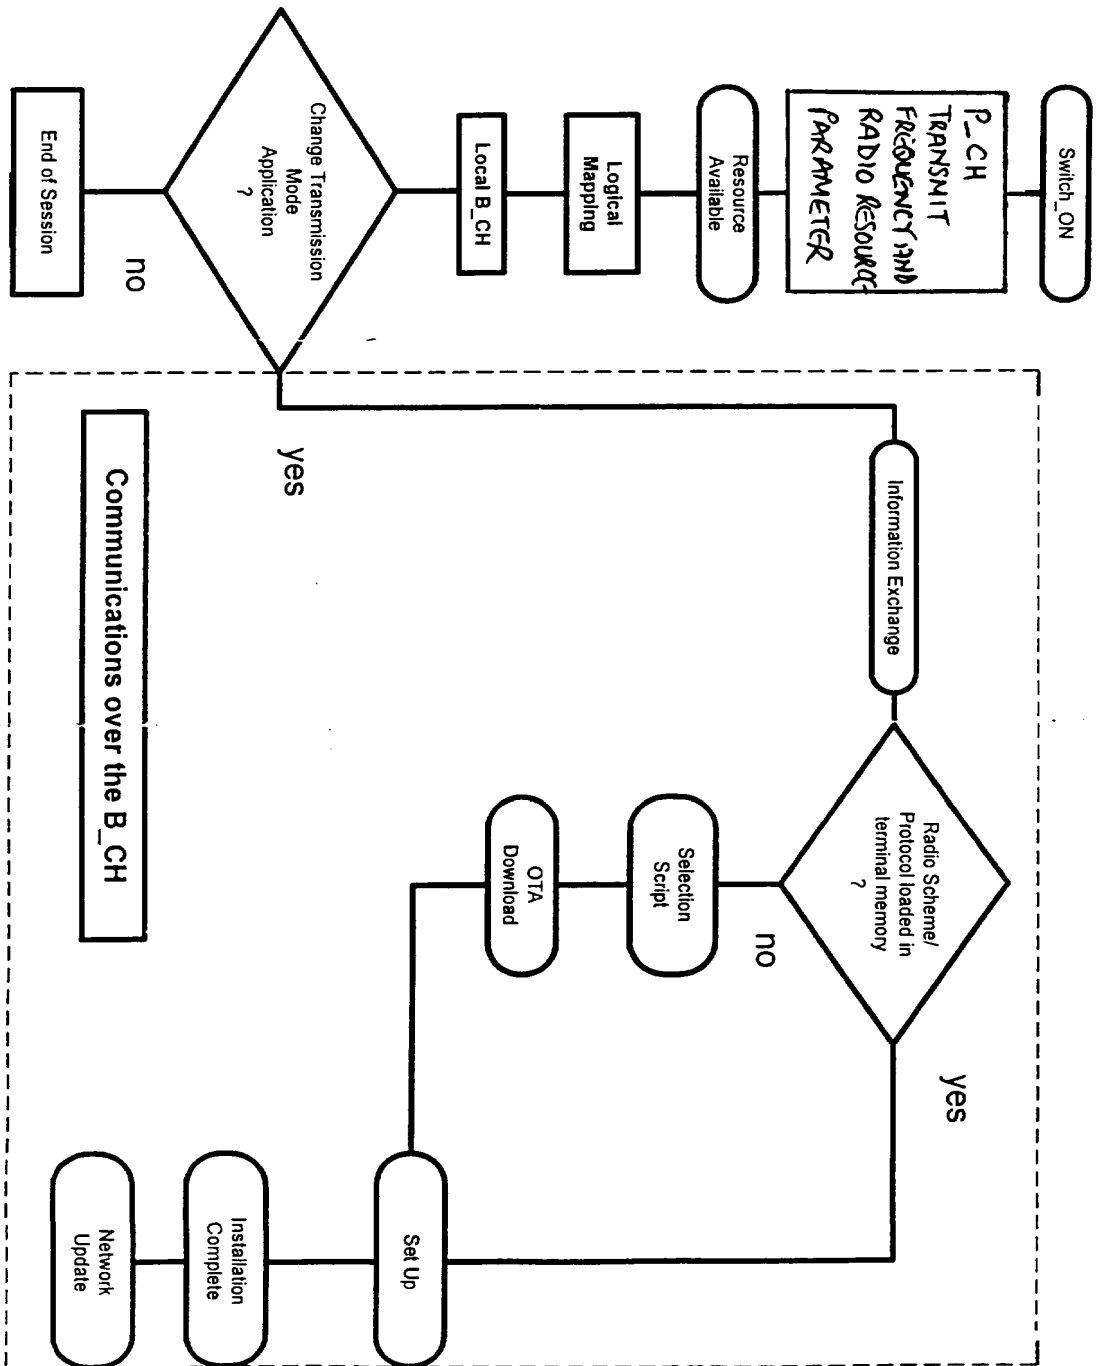 Switch_ON
P_CH
TRANSMIT
FREQUENCY AND
RADIO RESOURCE
PARAMETER
Resource
Available
Logical
Mapping
Local B_CH
Change Transmission
Mode
Application
?
no
End of Session
yes
Information Exchange
Radio Scheme/
Protocol loaded in
terminal memory
?
yes
no
Selection
Script
OTA
Download
Set Up
Installation
Complete
Network
Update
Communications over the B_CH